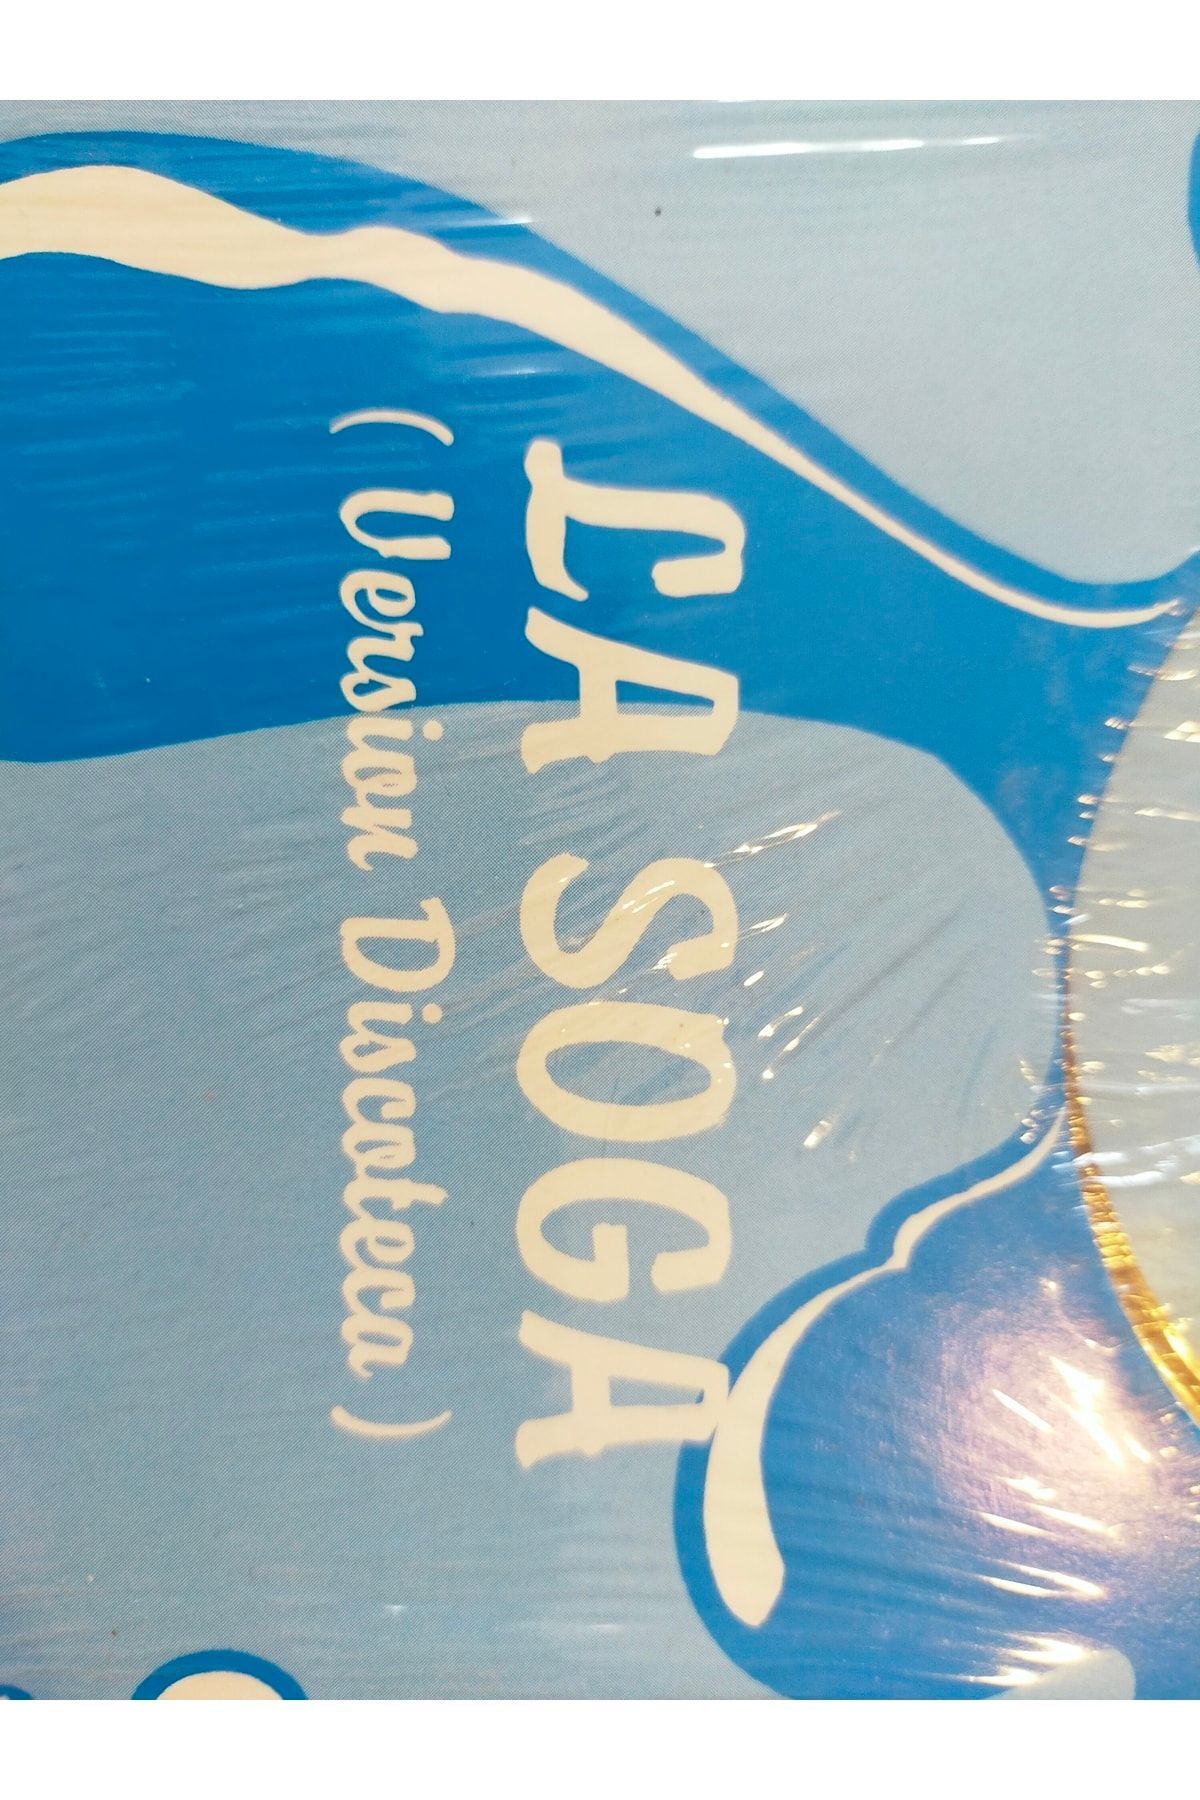 LA SOGA
(Version Discoteca)